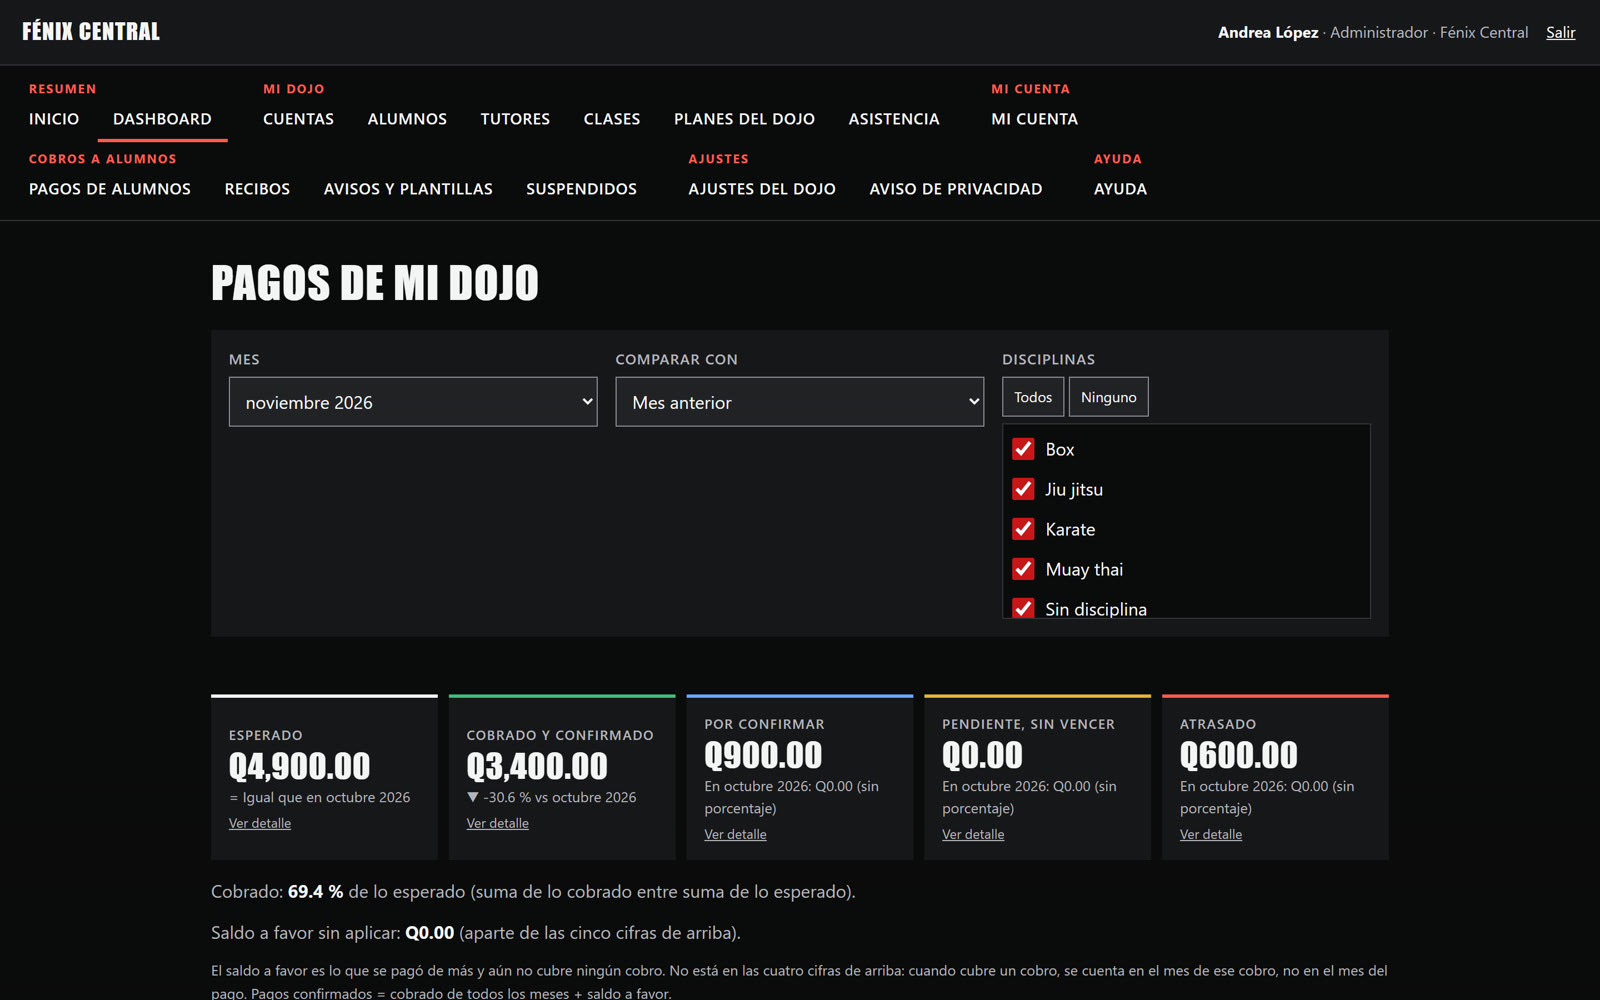 FÉNIX CENTRAL
Andrea López · Administrador · Fénix Central Salir
RESUMEN
INICIO DASHBOARD
MI DOJO
CUENTAS ALUMNOS TUTORES CLASES PLANES DEL DOJO ASISTENCIA
MI CUENTA
MI CUENTA
COBROS A ALUMNOS
PAGOS DE ALUMNOS RECIBOS AVISOS Y PLANTILLAS SUSPENDIDOS
AJUSTES
AJUSTES DEL DOJO AVISO DE PRIVACIDAD
AYUDA
AYUDA
PAGOS DE MI DOJO
MES
noviembre 2026
COMPARAR CON
Mes anterior
DISCIPLINAS
Todos Ninguno
Box
Jiu jitsu
Karate
Muay thai
Sin disciplina
ESPERADO
Q4,900.00
= Igual que en octubre 2026
Ver detalle
COBRADO Y CONFIRMADO
Q3,400.00
▼ -30.6 % vs octubre 2026
Ver detalle
POR CONFIRMAR
Q900.00
En octubre 2026: Q0.00 (sin
porcentaje)
Ver detalle
PENDIENTE, SIN VENCER
Q0.00
En octubre 2026: Q0.00 (sin
porcentaje)
Ver detalle
ATRASADO
Q600.00
En octubre 2026: Q0.00 (sin
porcentaje)
Ver detalle
Cobrado: 69.4 % de lo esperado (suma de lo cobrado entre suma de lo esperado).
Saldo a favor sin aplicar: Q0.00 (aparte de las cinco cifras de arriba).
El saldo a favor es lo que se pagó de más y aún no cubre ningún cobro. No está en las cuatro cifras de arriba: cuando cubre un cobro, se cuenta en el mes de ese cobro, no en el mes del
pago. Pagos confirmados = cobrado de todos los meses + saldo a favor.